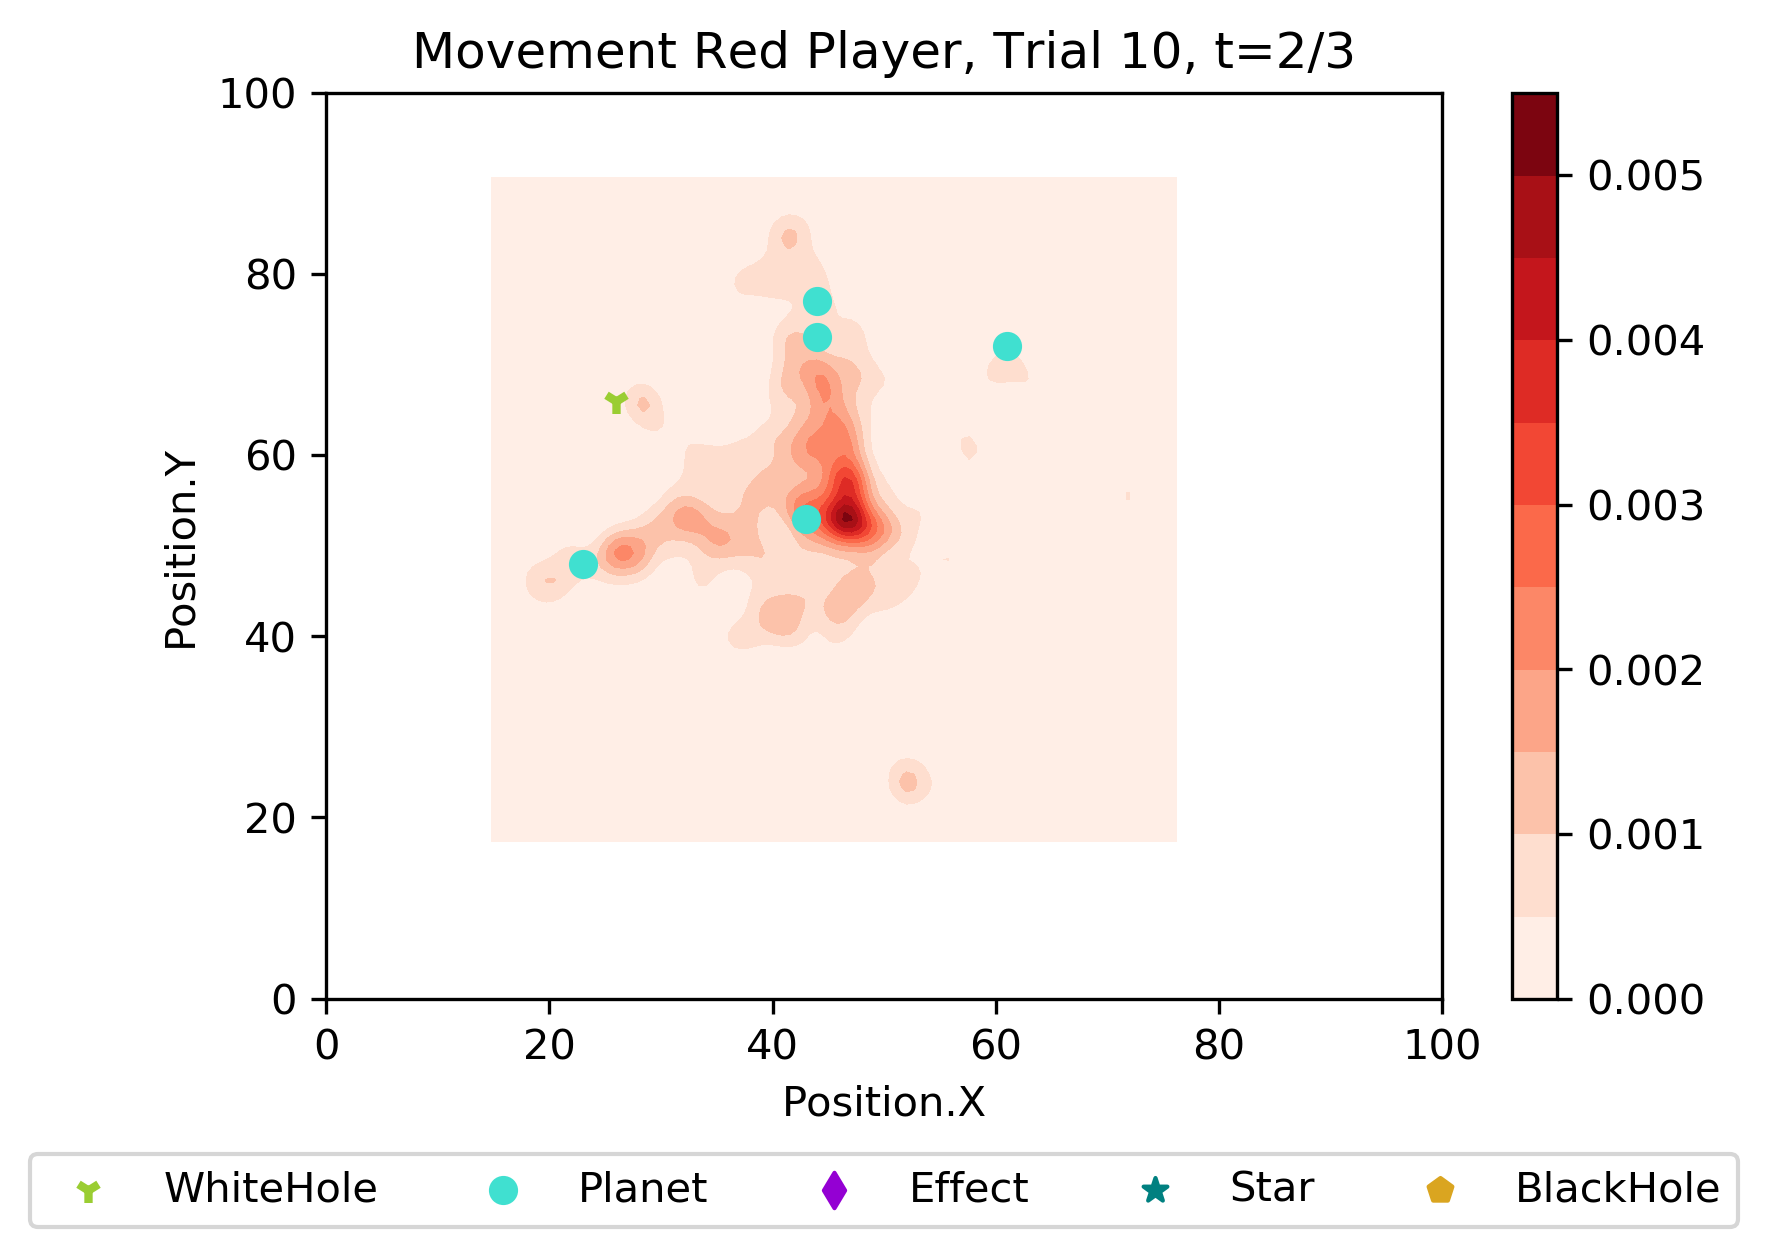 Movement Red Player, Trial 10, t=2/3
100
80
60
40
20
0
Position.Y
0 20 40 60 80 100
Position.X
0.005
0.004
0.003
0.002
0.001
0.000
WhiteHole Planet Effect Star BlackHole